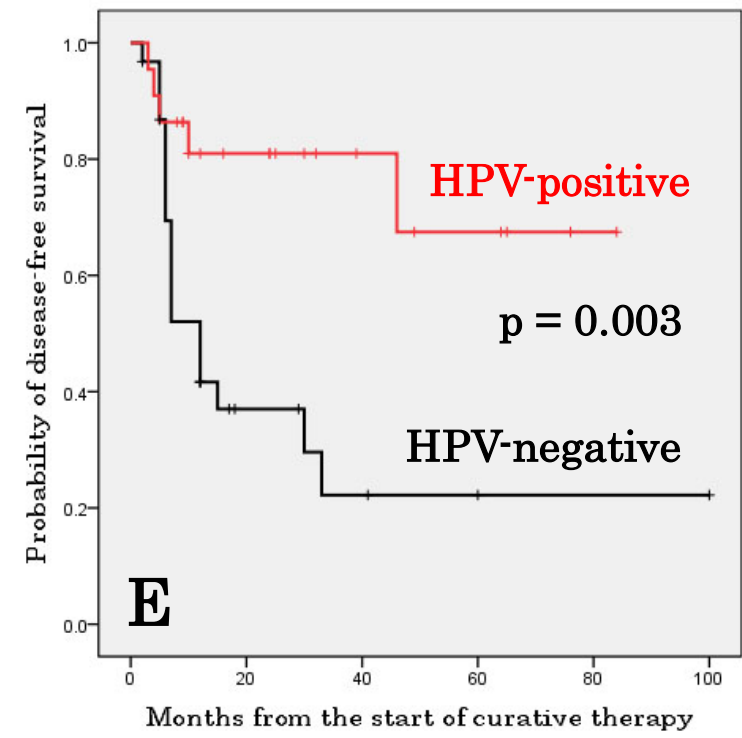 Probability of disease-free survival
1.0
0.8
0.6
0.4
0.2
0.0
HPV-positive
p = 0.003
HPV-negative
E
0 20 40 60 80 100
Months from the start of curative therapy